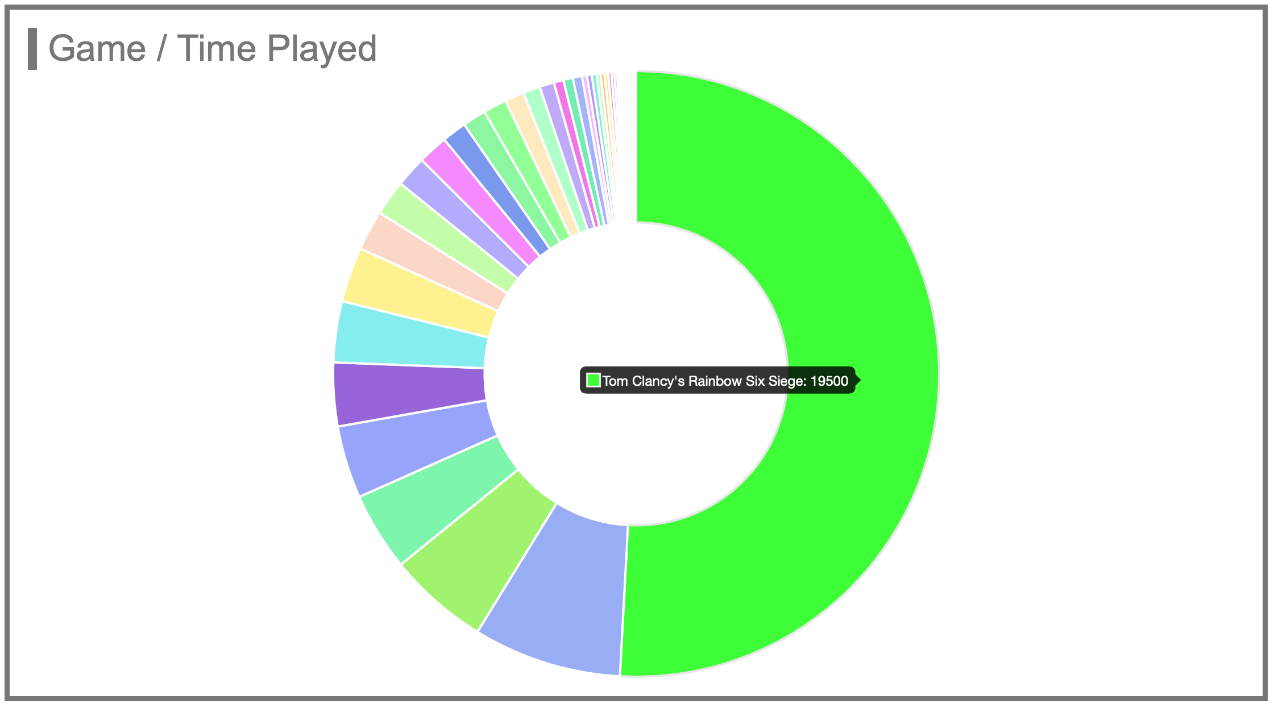 Game / Time Played
Tom Clancy's Rainbow Six Siege: 19500